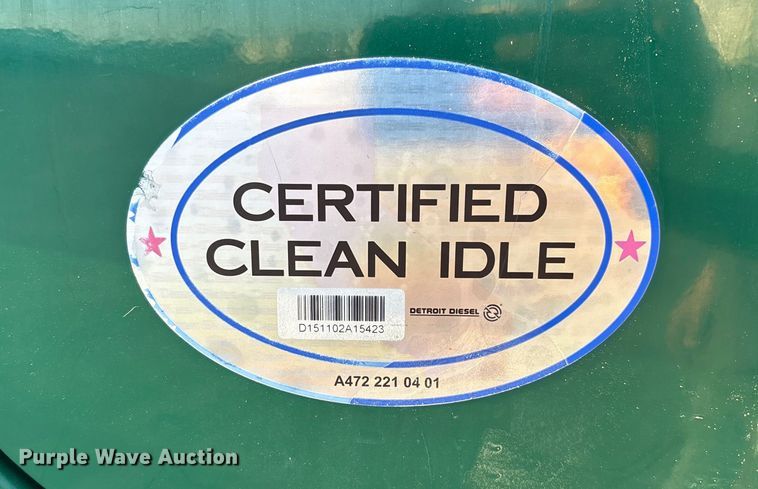 CERTIFIED
CLEAN IDLE
D151102A15423
DETROIT DIESEL
A472 221 04 01
Purple Wave Auction